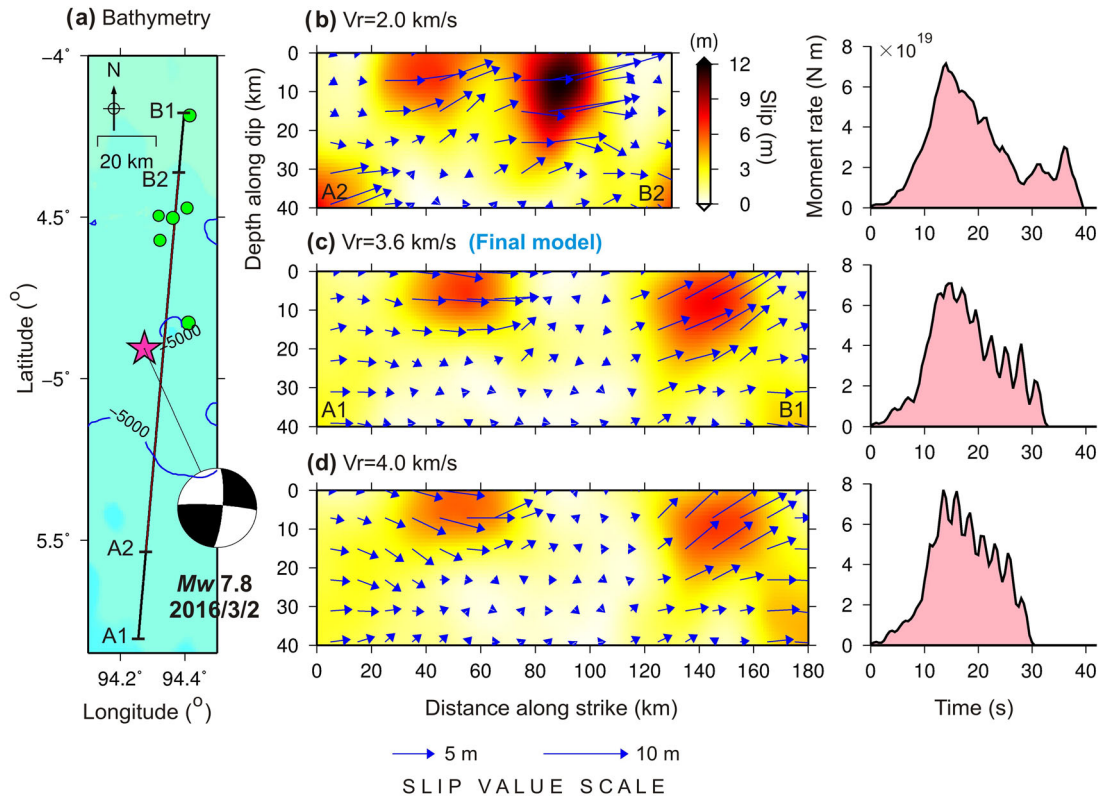 (a) Bathymetry
−4°
−4.5°
−5°
5.5°
Latitude (°)
94.2° 94.4°
Longitude (°)
N
20 km
B1
B2
−5000
−5000
A2
A1
Mw 7.8
2016/3/2
(b) Vr=2.0 km/s
Depth along dip (km)
0
10
20
30
40
A2 B2
(m)
12
9
6
3
0
Slip (m)
(c) Vr=3.6 km/s (Final model)
0
10
20
30
40
A1 B1
(d) Vr=4.0 km/s
0
10
20
30
40
0 20 40 60 80 100 120 140 160 180
Distance along strike (km)
5 m 10 m
SLIP VALUE SCALE
×10¹⁹
Moment rate (N m)
8
6
4
2
0
0 10 20 30 40
8
6
4
2
0
0 10 20 30 40
8
6
4
2
0
0 10 20 30 40
Time (s)